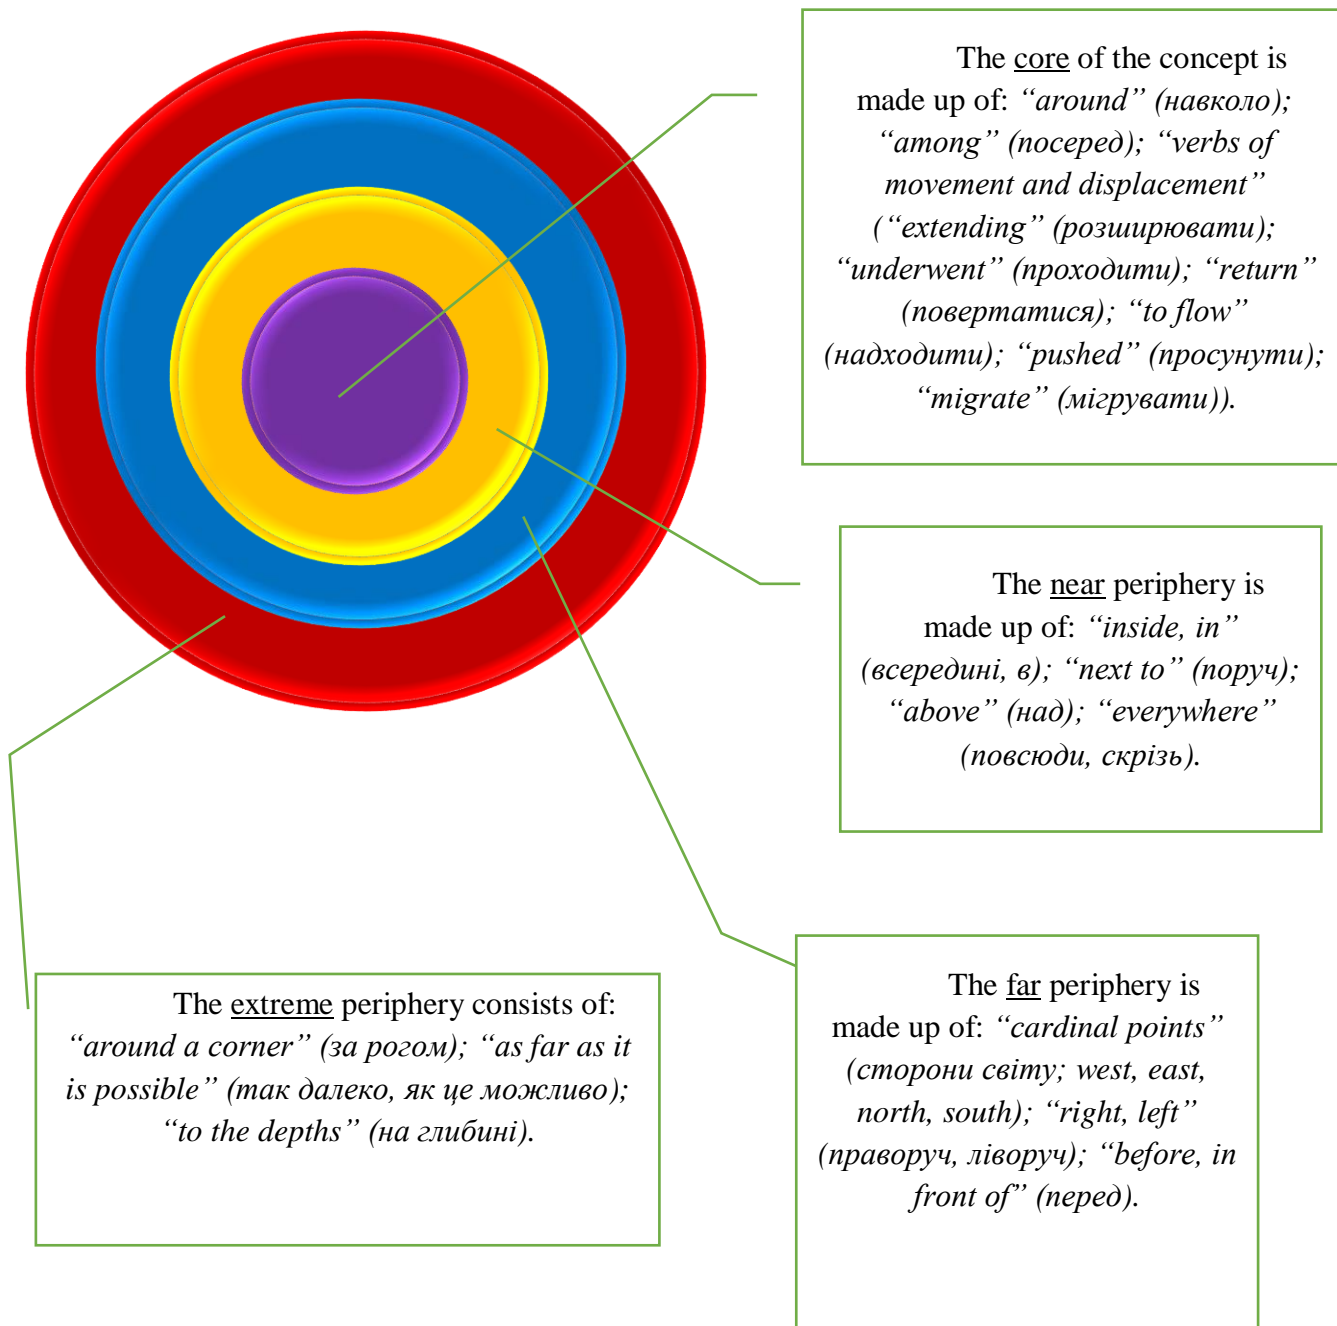 The core of the concept is
made up of: “around” (навколо);
“among” (посеред); “verbs of
movement and displacement”
(“extending” (розширювати);
“underwent” (проходити); “return”
(повертатися); “to flow”
(надходити); “pushed” (просунути);
“migrate” (мігрувати)).
The near periphery is
made up of: “inside, in”
(всередині, в); “next to” (поруч);
“above” (над); “everywhere”
(повсюди, скрізь).
The far periphery is
made up of: “cardinal points”
(сторони світу; west, east,
north, south); “right, left”
(праворуч, ліворуч); “before, in
front of” (перед).
The extreme periphery consists of:
“around a corner” (за рогом); “as far as it
is possible” (так далеко, як це можливо);
“to the depths” (на глибині).